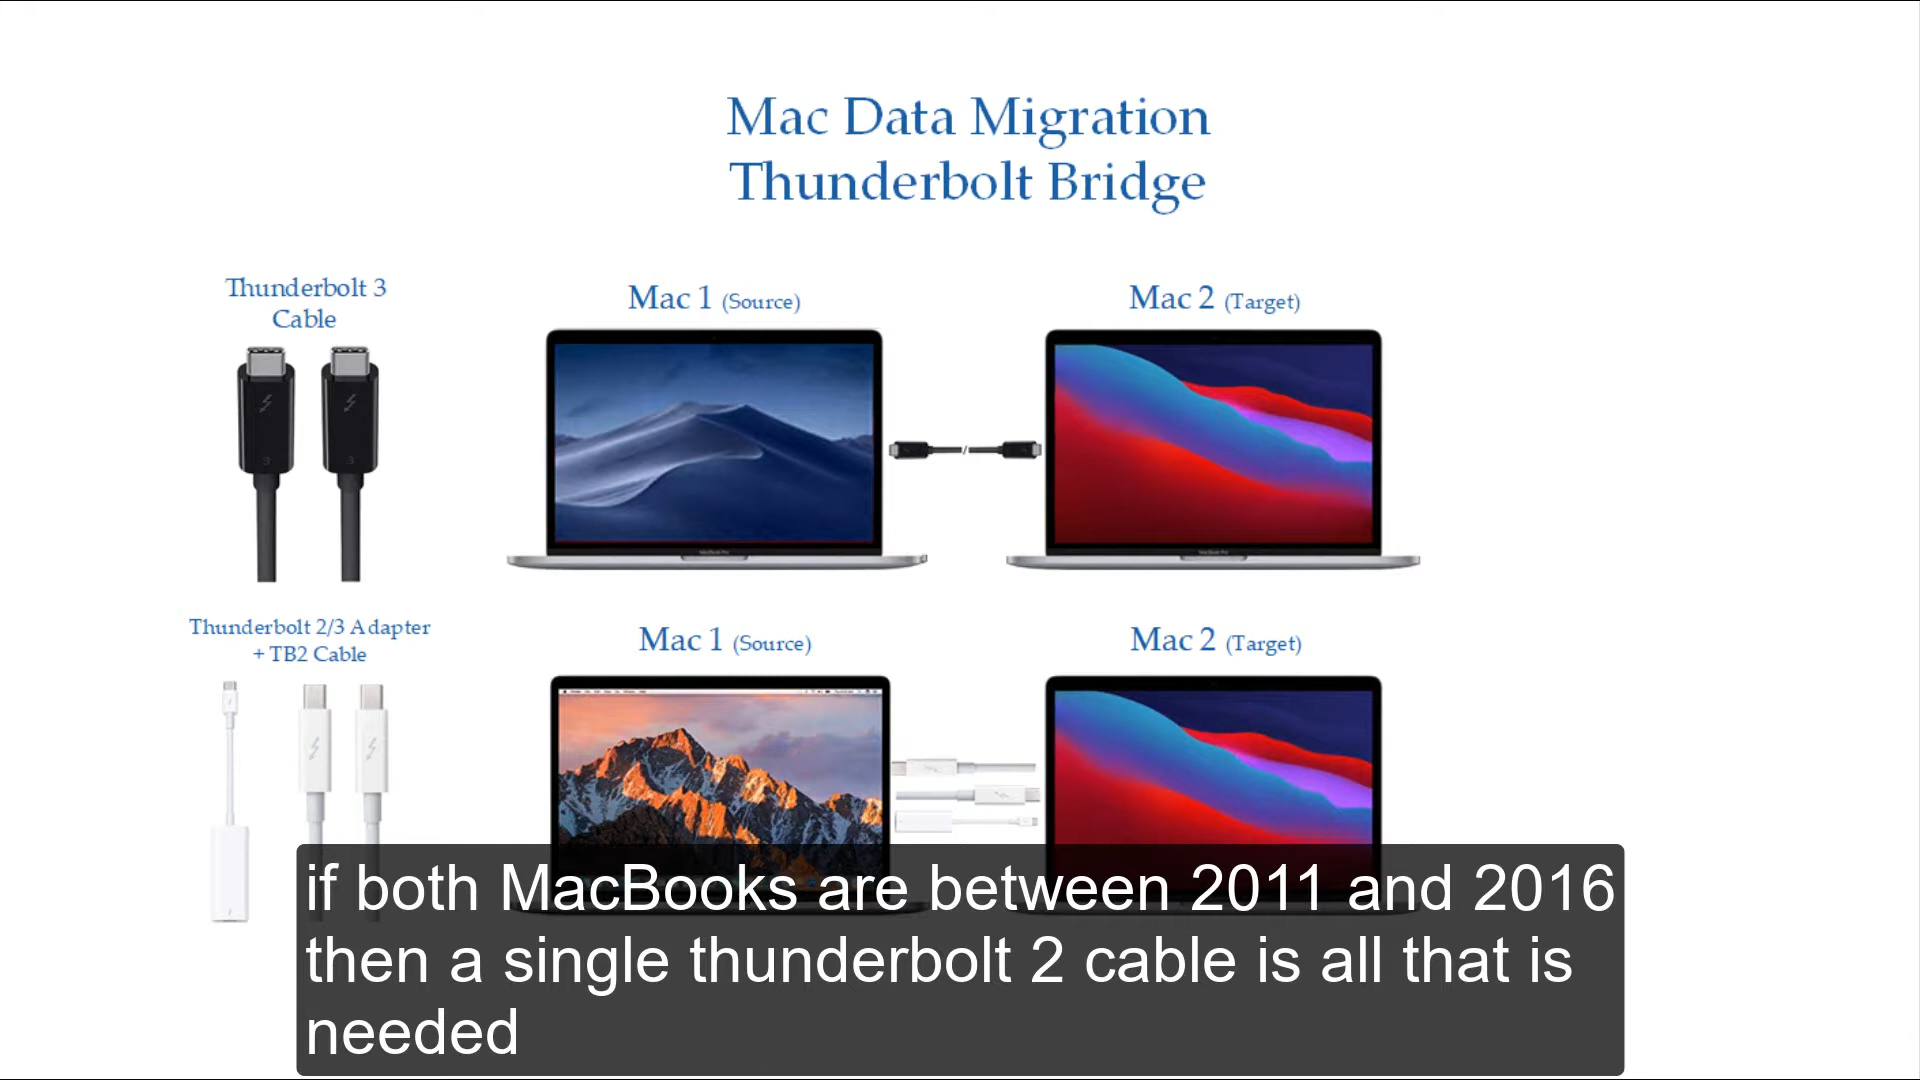 Mac Data Migration
Thunderbolt Bridge
Thunderbolt 3
Cable
Mac 1 (Source)
Mac 2 (Target)
3
3
Thunderbolt 2/3 Adapter
+ TB2 Cable
Mac 1 (Source)
Mac 2 (Target)
if both MacBooks are between 2011 and 2016
then a single thunderbolt 2 cable is all that is
needed